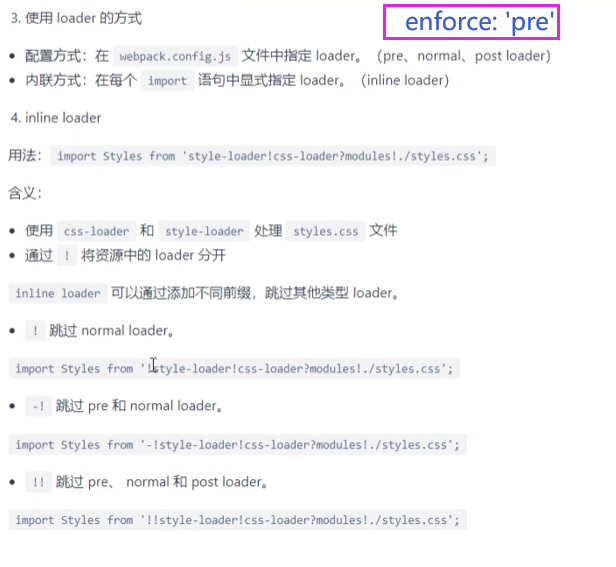 3. 使用 loader 的方式
enforce: 'pre'
配置方式：在 webpack.config.js 文件中指定 loader。（pre、normal、post loader）
内联方式：在每个 import 语句中显式指定 loader。（inline loader）
4. inline loader
用法： import Styles from 'style-loader!css-loader?modules!./styles.css';
含义：
使用 css-loader 和 style-loader 处理 styles.css 文件
通过 ! 将资源中的 loader 分开
inline loader 可以通过添加不同前缀，跳过其他类型 loader。
! 跳过 normal loader。
import Styles from '!style-loader!css-loader?modules!./styles.css';
-! 跳过 pre 和 normal loader。
import Styles from '-!style-loader!css-loader?modules!./styles.css';
!! 跳过 pre、 normal 和 post loader。
import Styles from '!!style-loader!css-loader?modules!./styles.css';